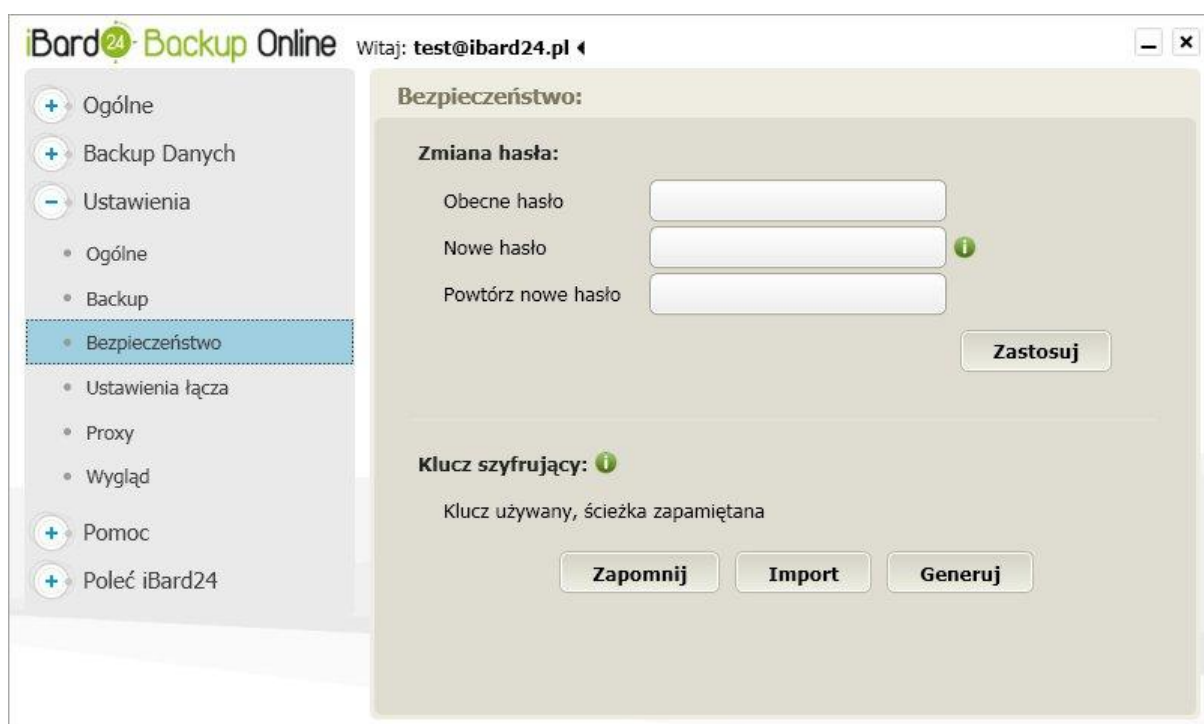 iBard24 Backup Online Witaj: test@ibard24.pl
Ogólne
Backup Danych
Ustawienia
Ogólne
Backup
Bezpieczeństwo
Ustawienia łącza
Proxy
Wygląd
Pomoc
Poleć iBard24
Bezpieczeństwo:
Zmiana hasła:
Obecne hasło
Nowe hasło
Powtórz nowe hasło
Zastosuj
Klucz szyfrujący:
Klucz używany, ścieżka zapamiętana
Zapomnij Import Generuj